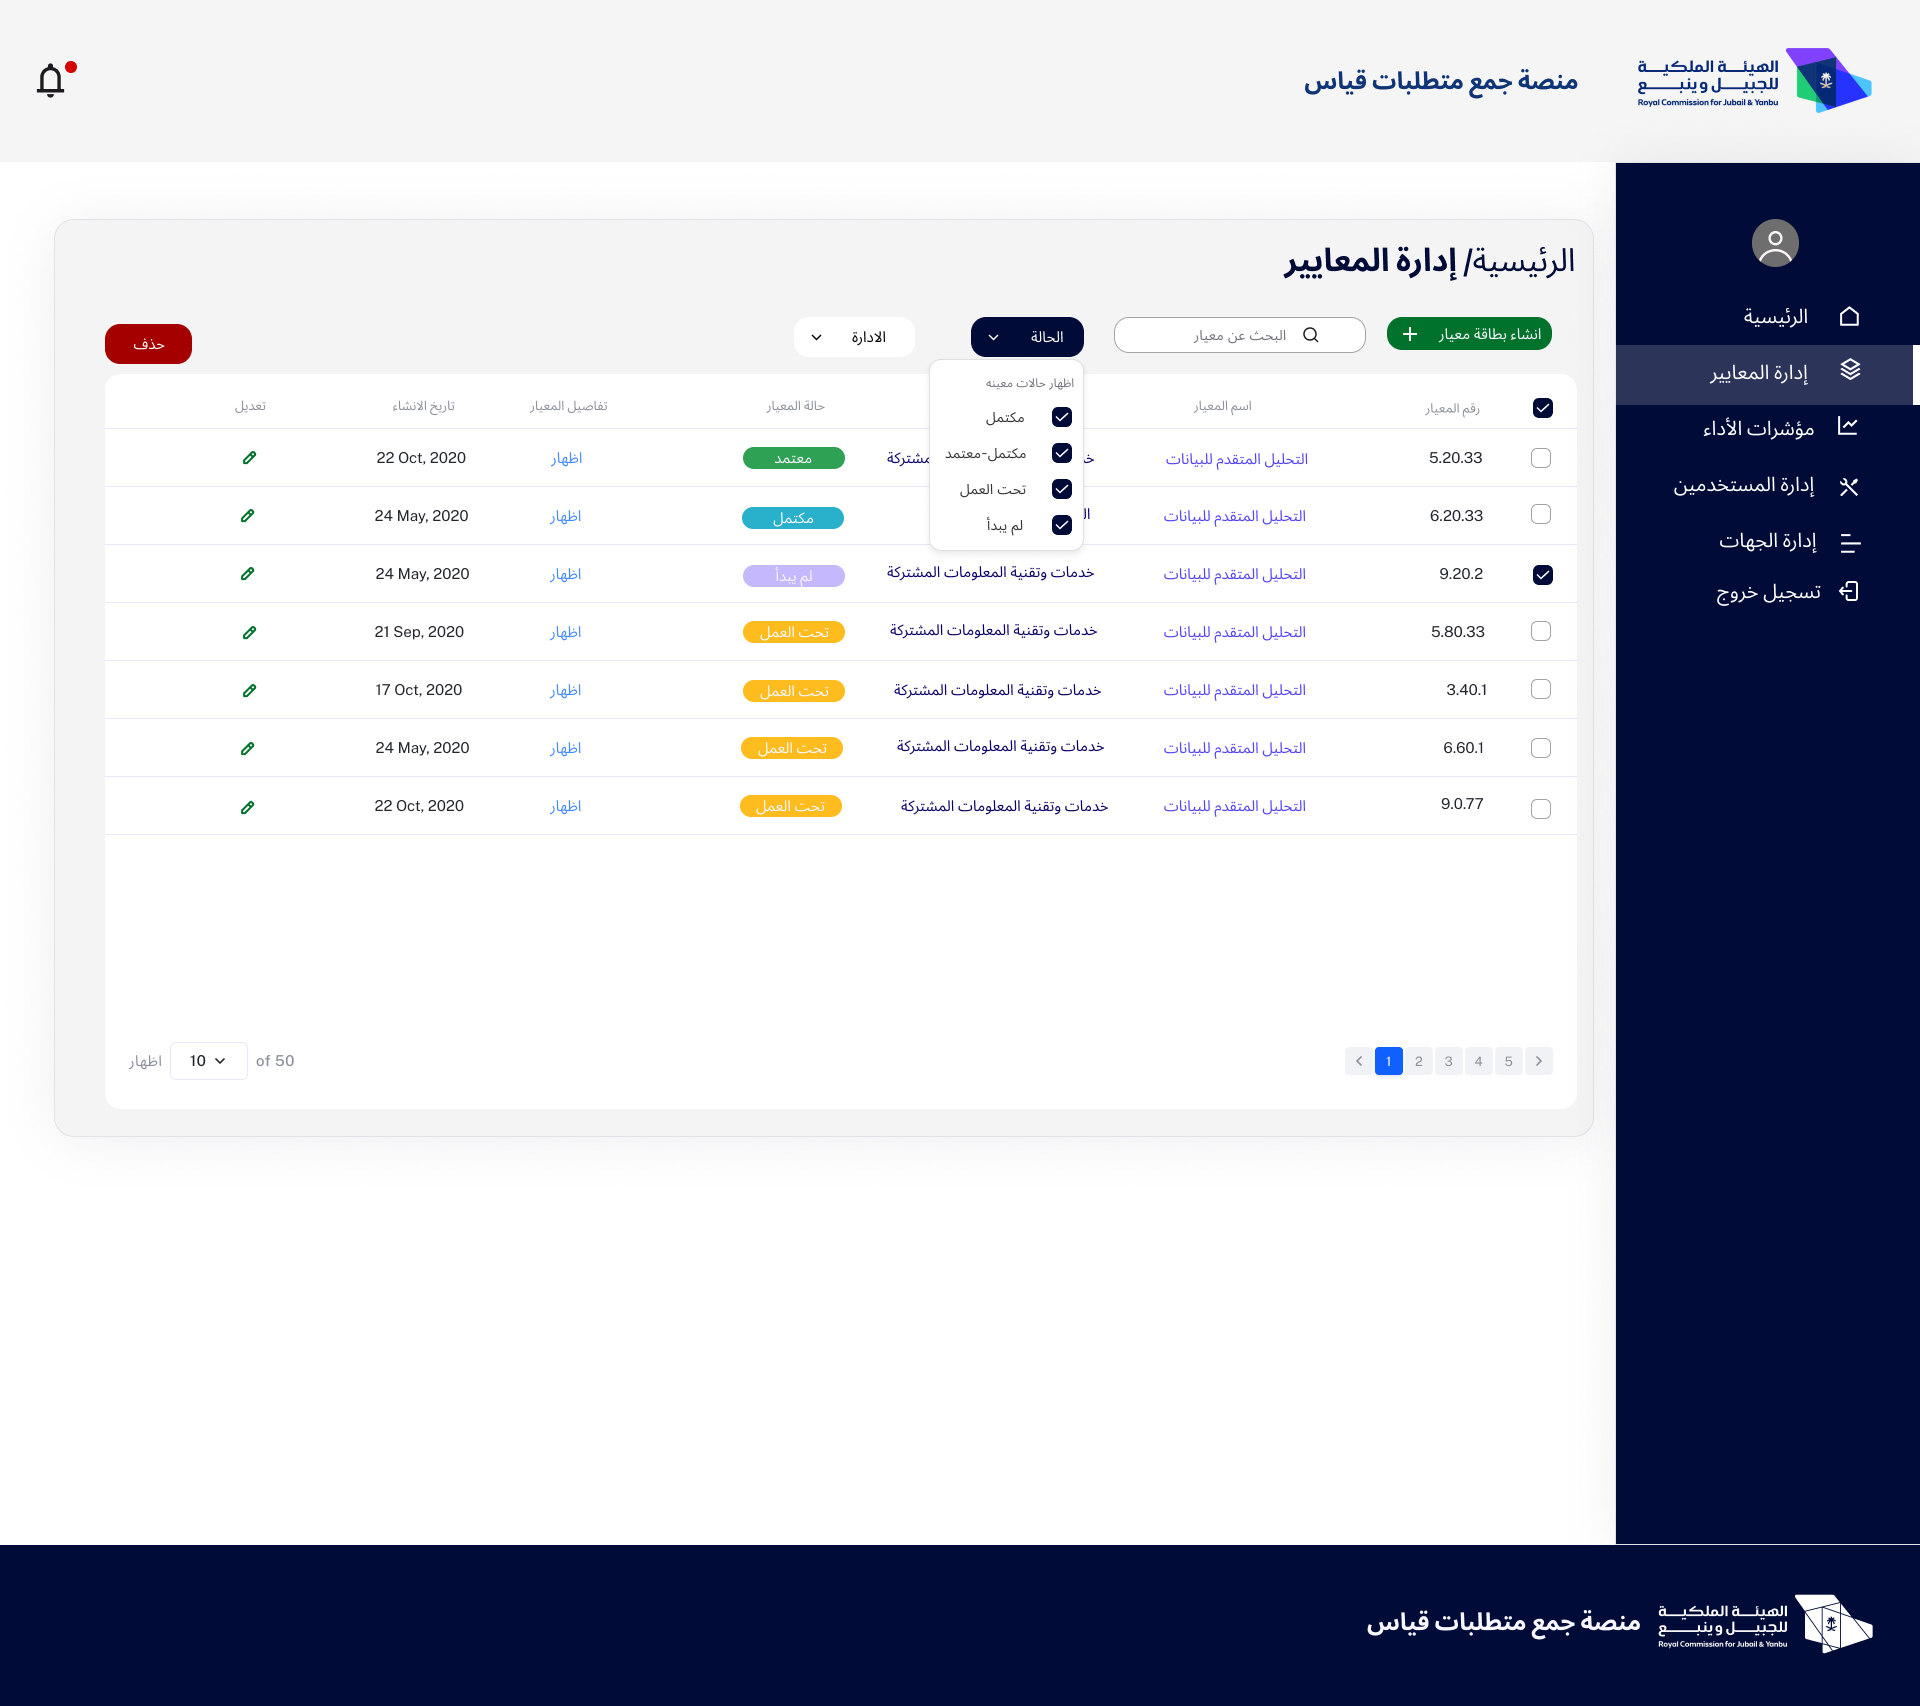 الهيئة الملكية
للجبيل وينبع
Royal Commission for Jubail & Yanbu
منصة جمع متطلبات قياس
الرئيسية
إدارة المعايير
مؤشرات الأداء
إدارة المستخدمين
إدارة الجهات
تسجيل خروج
الرئيسية/ إدارة المعايير
انشاء بطاقة معيار
البحث عن معيار
الحالة
الادارة
حذف
اظهار حالات معينه
مكتمل
مكتمل-معتمد
تحت العمل
لم يبدأ
رقم المعيار اسم المعيار حالة المعيار تفاصيل المعيار تاريخ الانشاء تعديل
5.20.33 التحليل المتقدم للبيانات معتمد اظهار 22 Oct, 2020
6.20.33 التحليل المتقدم للبيانات مكتمل اظهار 24 May, 2020
9.20.2 التحليل المتقدم للبيانات خدمات وتقنية المعلومات المشتركة لم يبدأ اظهار 24 May, 2020
5.80.33 التحليل المتقدم للبيانات خدمات وتقنية المعلومات المشتركة تحت العمل اظهار 21 Sep, 2020
3.40.1 التحليل المتقدم للبيانات خدمات وتقنية المعلومات المشتركة تحت العمل اظهار 17 Oct, 2020
6.60.1 التحليل المتقدم للبيانات خدمات وتقنية المعلومات المشتركة تحت العمل اظهار 24 May, 2020
9.0.77 التحليل المتقدم للبيانات خدمات وتقنية المعلومات المشتركة تحت العمل اظهار 22 Oct, 2020
1 2 3 4 5
اظهار 10 of 50
الهيئة الملكية
للجبيل وينبع
Royal Commission for Jubail & Yanbu
منصة جمع متطلبات قياس